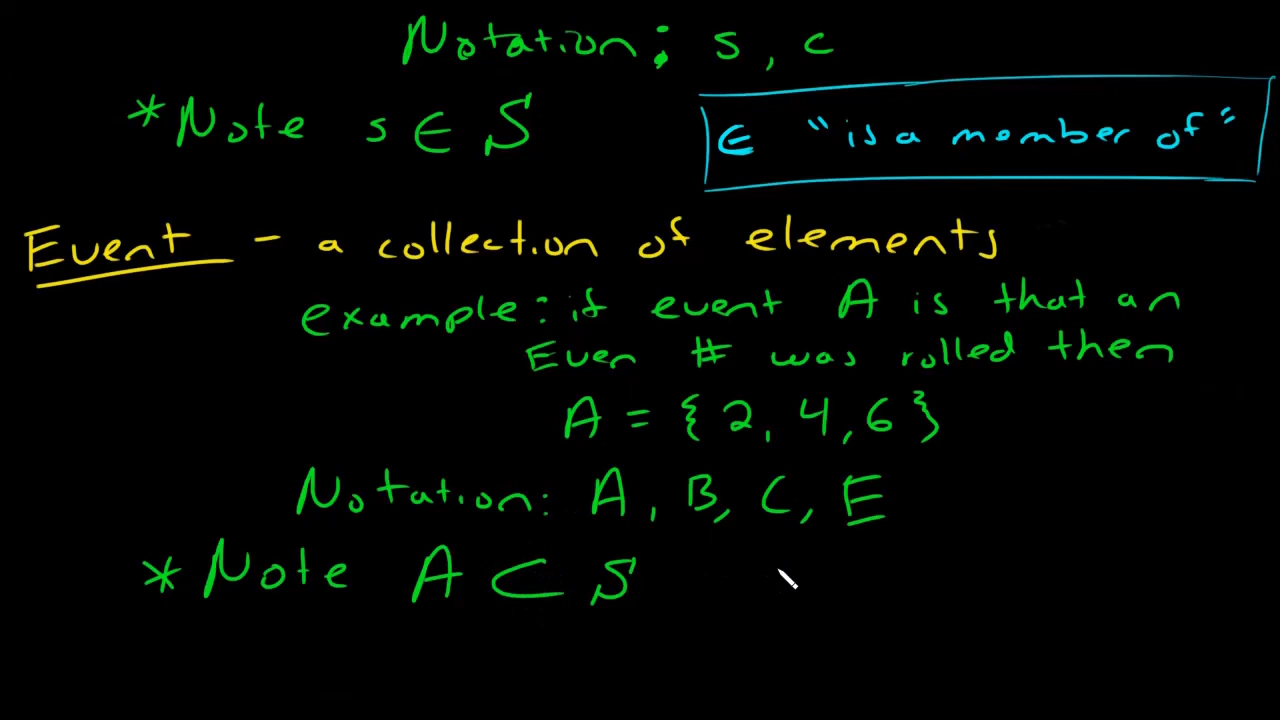 Notation: s, c
*Note s ∈ S
∈ "is a member of"
Event - a collection of elements
example: if event A is that an
Even # was rolled then
A = {2, 4, 6}
Notation: A, B, C, E
*Note A ⊂ S